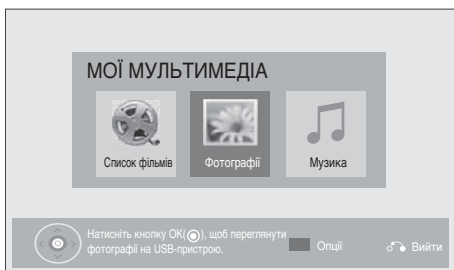 МОЇ МУЛЬТИМЕДІА
Список фільмів
Фотографії
Музика
Натисніть кнопку OK(◉), щоб переглянути
фотографії на USB-пристрою.
Опції
Вийти